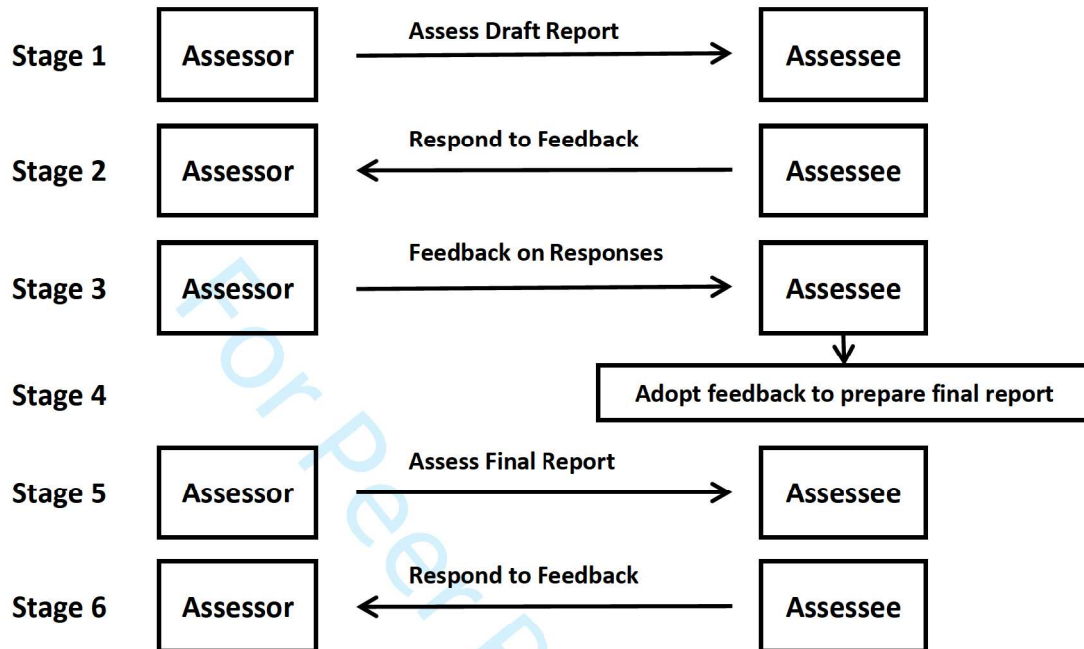 Assess Draft Report
Stage 1 Assessor Assessee
Respond to Feedback
Stage 2 Assessor Assessee
Feedback on Responses
Stage 3 Assessor Assessee
Stage 4 Adopt feedback to prepare final report
Assess Final Report
Stage 5 Assessor Assessee
Respond to Feedback
Stage 6 Assessor Assessee
For Peer